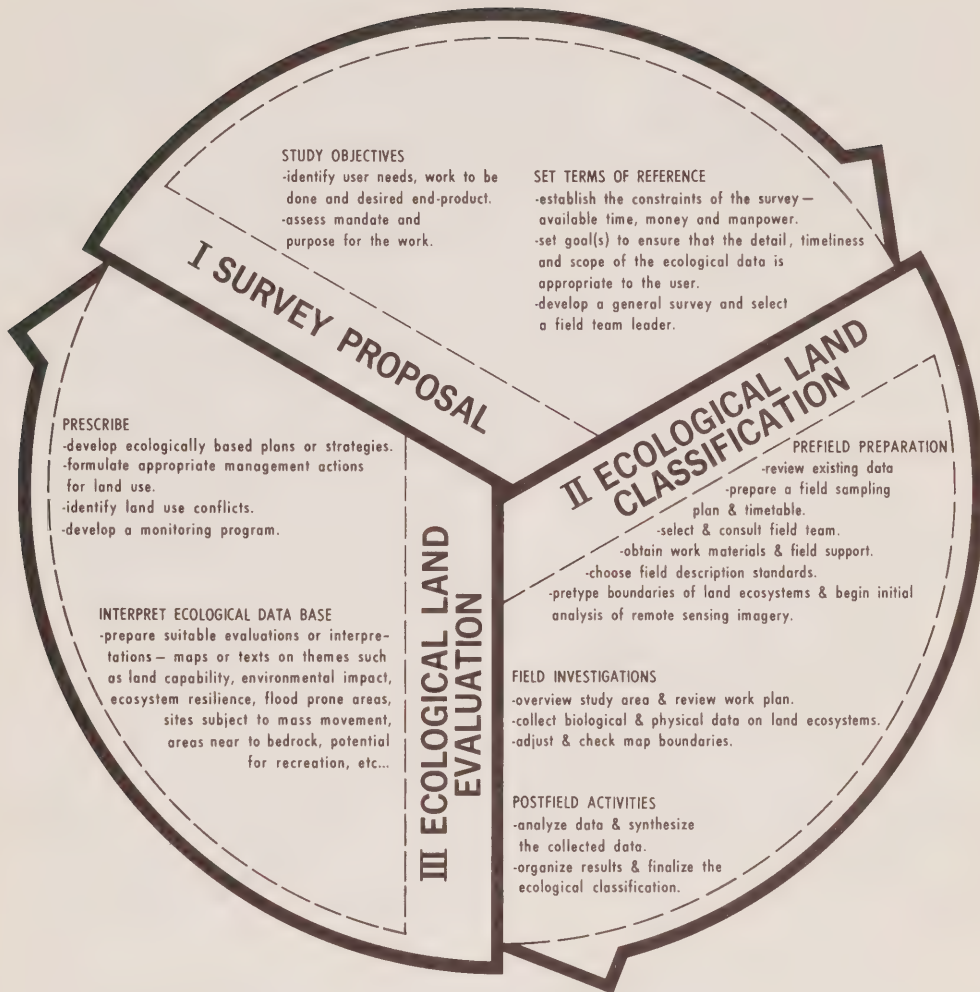 STUDY OBJECTIVES
-identify user needs, work to be
done and desired end-product.
-assess mandate and
purpose for the work.
SET TERMS OF REFERENCE
-establish the constraints of the survey—
available time, money and manpower.
-set goal(s) to ensure that the detail, timeliness
and scope of the ecological data is
appropriate to the user.
-develop a general survey and select
a field team leader.
I SURVEY PROPOSAL
II ECOLOGICAL LAND
CLASSIFICATION
PREFIELD PREPARATION
-review existing data
-prepare a field sampling
plan & timetable.
-select & consult field team.
-obtain work materials & field support.
-choose field description standards.
-pretype boundaries of land ecosystems & begin initial
analysis of remote sensing imagery.
FIELD INVESTIGATIONS
-overview study area & review work plan.
-collect biological & physical data on land ecosystems.
-adjust & check map boundaries.
POSTFIELD ACTIVITIES
-analyze data & synthesize
the collected data.
-organize results & finalize the
ecological classification.
III ECOLOGICAL LAND
EVALUATION
INTERPRET ECOLOGICAL DATA BASE
-prepare suitable evaluations or interpre-
tations— maps or texts on themes such
as land capability, environmental impact,
ecosystem resilience, flood prone areas,
sites subject to mass movement,
areas near to bedrock, potential
for recreation, etc...
PRESCRIBE
-develop ecologically based plans or strategies.
-formulate appropriate management actions
for land use.
-identify land use conflicts.
-develop a monitoring program.